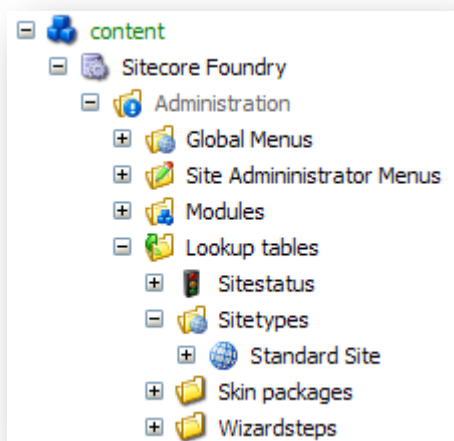 content
Sitecore Foundry
Administration
Global Menus
Site Admininistrator Menus
Modules
Lookup tables
Sitestatus
Sitetypes
Standard Site
Skin packages
Wizardsteps